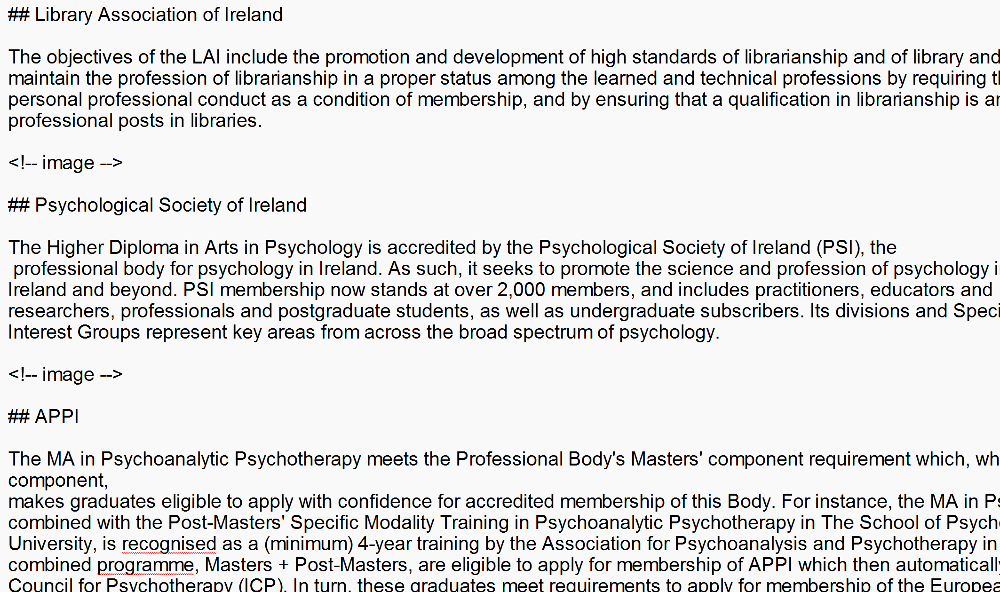 ## Library Association of Ireland
The objectives of the LAI include the promotion and development of high standards of librarianship and of library and
maintain the profession of librarianship in a proper status among the learned and technical professions by requiring
personal professional conduct as a condition of membership, and by ensuring that a qualification in librarianship is
professional posts in libraries.
<!-- image -->
## Psychological Society of Ireland
The Higher Diploma in Arts in Psychology is accredited by the Psychological Society of Ireland (PSI), the
professional body for psychology in Ireland. As such, it seeks to promote the science and profession of psychology
Ireland and beyond. PSI membership now stands at over 2,000 members, and includes practitioners, educators and
researchers, professionals and postgraduate students, as well as undergraduate subscribers. Its divisions and
Interest Groups represent key areas from across the broad spectrum of psychology.
<!-- image -->
## APPI
The MA in Psychoanalytic Psychotherapy meets the Professional Body's Masters' component requirement which,
component,
makes graduates eligible to apply with confidence for accredited membership of this Body. For instance, the MA in
combined with the Post-Masters' Specific Modality Training in Psychoanalytic Psychotherapy in The School of
University, is recognised as a (minimum) 4-year training by the Association for Psychoanalysis and Psychotherapy in
combined programme, Masters + Post-Masters, are eligible to apply for membership of APPI which then
Council for Psychotherapy (ICP). In turn, these graduates meet requirements to apply for membership of the